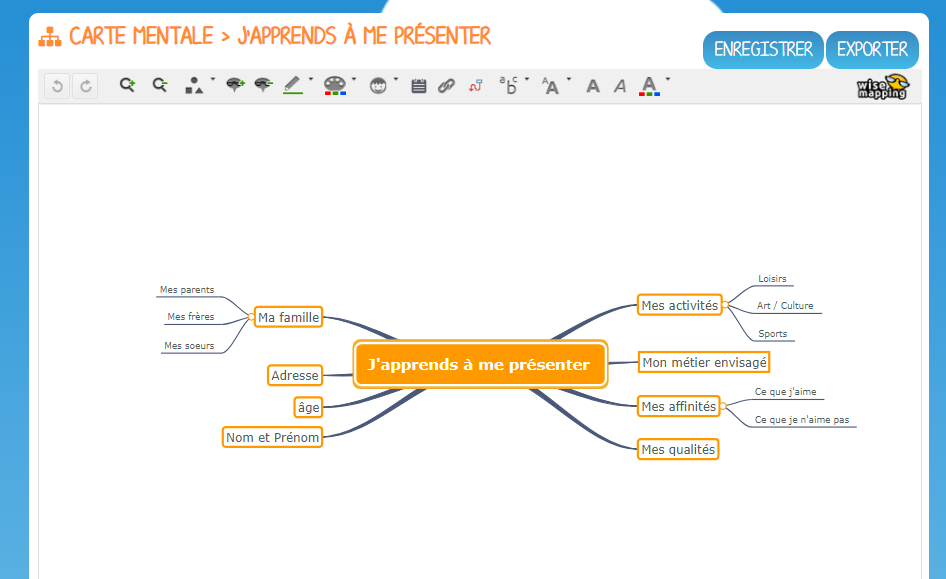 CARTE MENTALE > J'APPRENDS À ME PRÉSENTER
ENREGISTRER
EXPORTER
abc
AA
A
A
A
wise
mapping
Mes parents
Mes frères
Mes soeurs
Ma famille
Adresse
âge
Nom et Prénom
J'apprends à me présenter
Mes activités
Loisirs
Art / Culture
Sports
Mon métier envisagé
Mes affinités
Ce que j'aime
Ce que je n'aime pas
Mes qualités